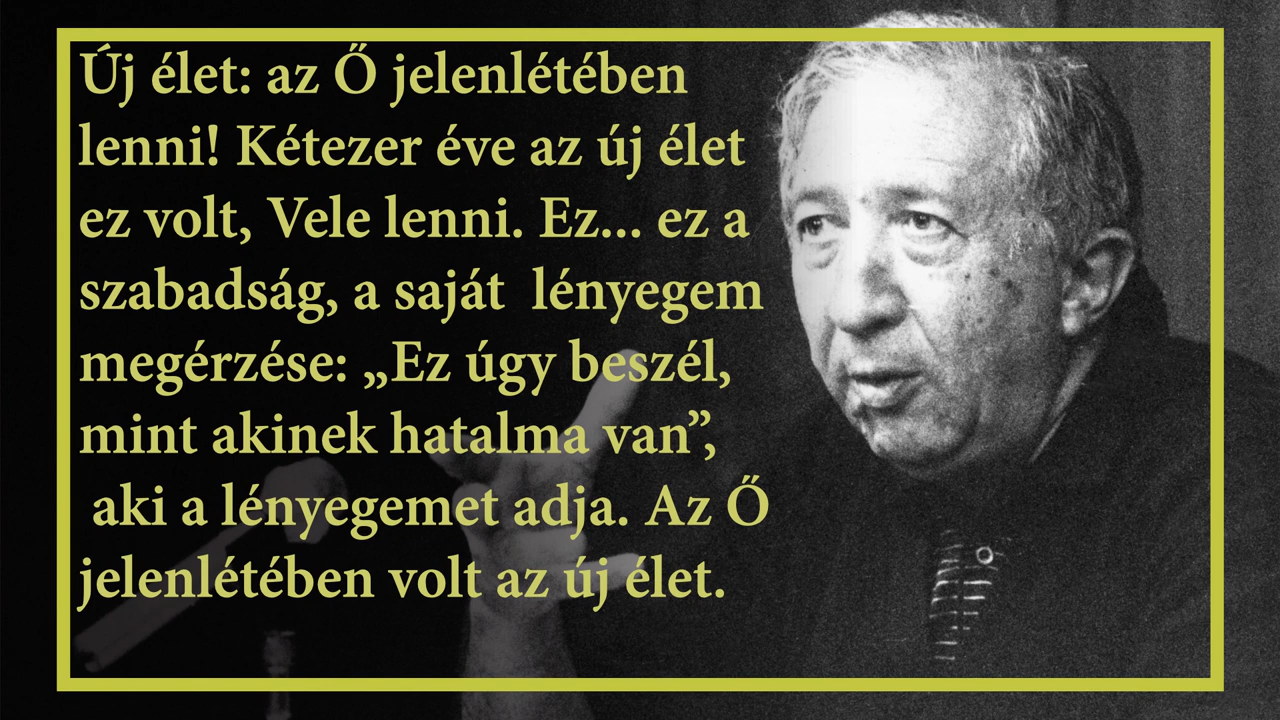 Új élet: az Ő jelenlétében
lenni! Kétezer éve az új élet
ez volt, Vele lenni. Ez... ez a
szabadság, a saját  lényegem
megérzése: „Ez úgy beszél,
mint akinek hatalma van”,
aki a lényegemet adja. Az Ő
jelenlétében volt az új élet.